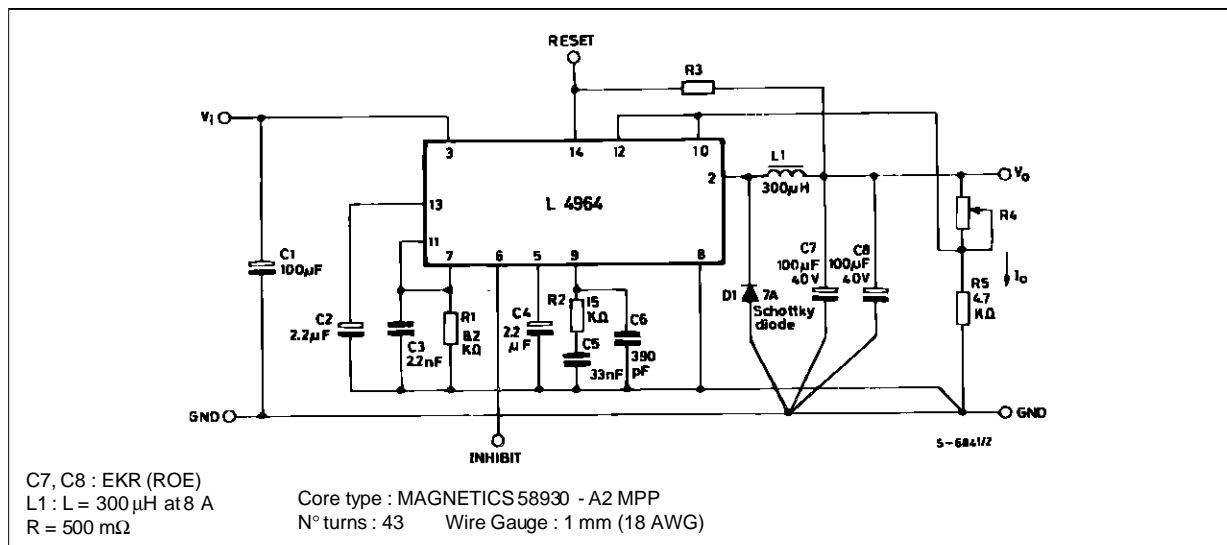 RESET
R3
Vi
3
14
12
10
2
L1
300μH
Vo
L 4964
13
11
7
6
5
9
8
R4
C1
100μF
C7
100μF
40V
C8
100μF
40V
Io
R5
4.7
KΩ
D1
7A
Schottky
diode
C2
2.2μF
C3
2.2nF
R1
8.2
KΩ
C4
2.2
μF
R2
15
KΩ
C5
33nF
C6
390
pF
GND
GND
INHIBIT
S-6841/2
C7, C8 : EKR (ROE)
L1 : L = 300 μH at 8 A
R = 500 mΩ
Core type : MAGNETICS 58930 - A2 MPP
N° turns : 43 Wire Gauge : 1 mm (18 AWG)